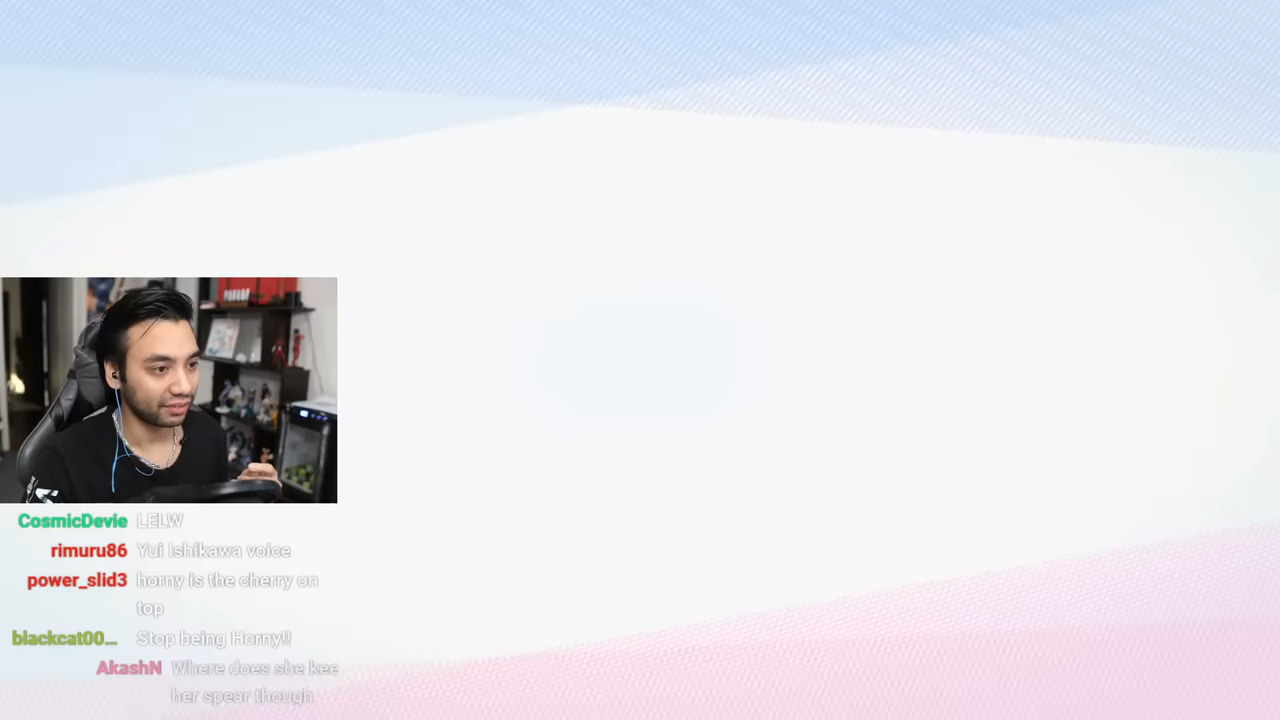 CosmicDevie LELW
rimuru86 Yui Ishikawa voice
power_slid3 horny is the cherry on
top
blackcat00... Stop being Horny!!
AkashN Where does she kee
her spear though